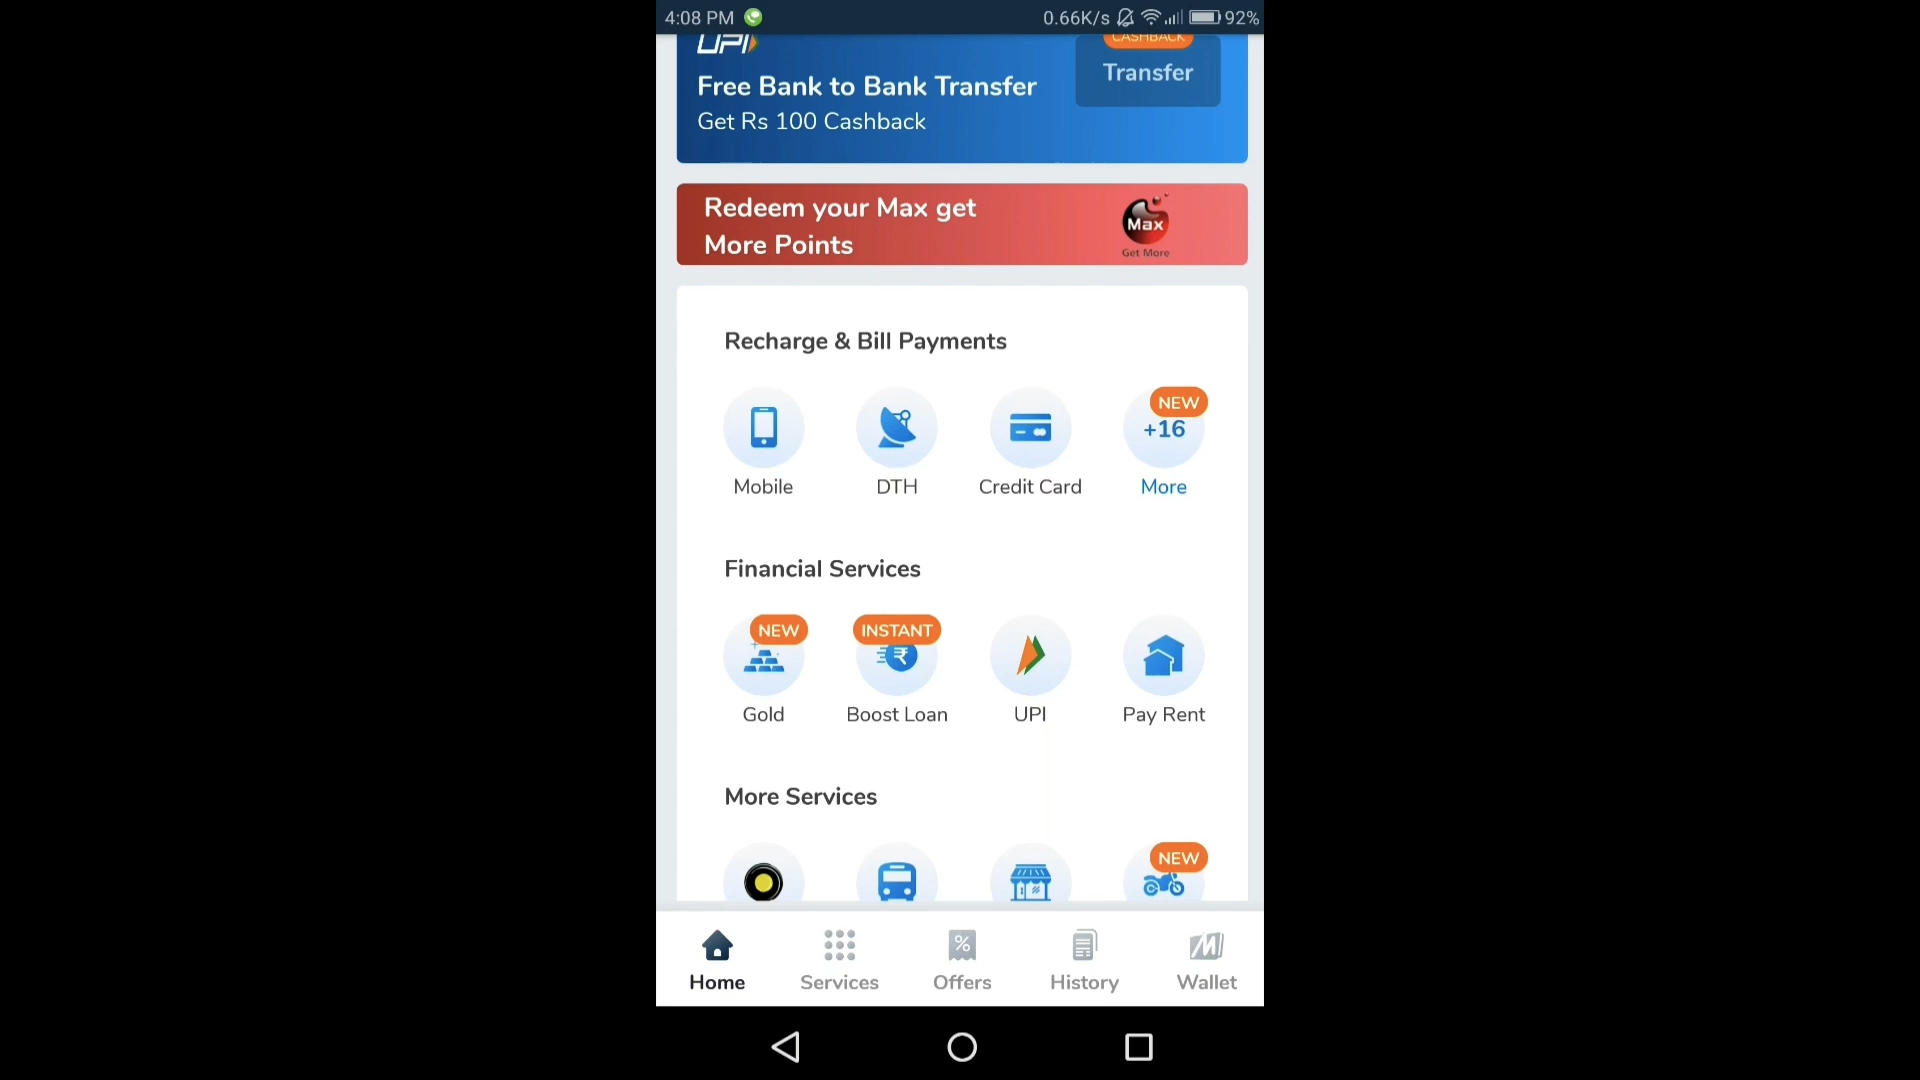 4:08 PM 0.66K/s 92%
UPI
CASHBACK
Transfer
Free Bank to Bank Transfer
Get Rs 100 Cashback
Redeem your Max get
More Points
Max
Get More
Recharge & Bill Payments
NEW
+16
Mobile DTH Credit Card More
Financial Services
NEW INSTANT
Gold Boost Loan UPI Pay Rent
More Services
NEW
Home Services Offers History Wallet